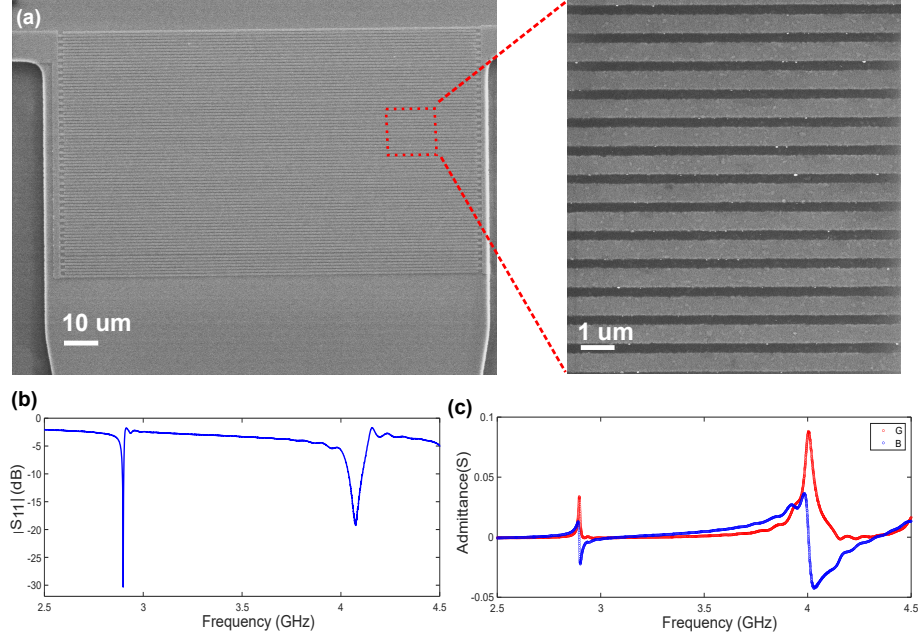 (a)
10 um
1 um
(b)
|S11| (dB)
0
-5
-10
-15
-20
-25
-30
2.5 3 3.5 4 4.5
Frequency (GHz)
(c)
Admittance(S)
0.1
0.05
0
-0.05
G
B
2.5 3 3.5 4 4.5
Frequency (GHz)